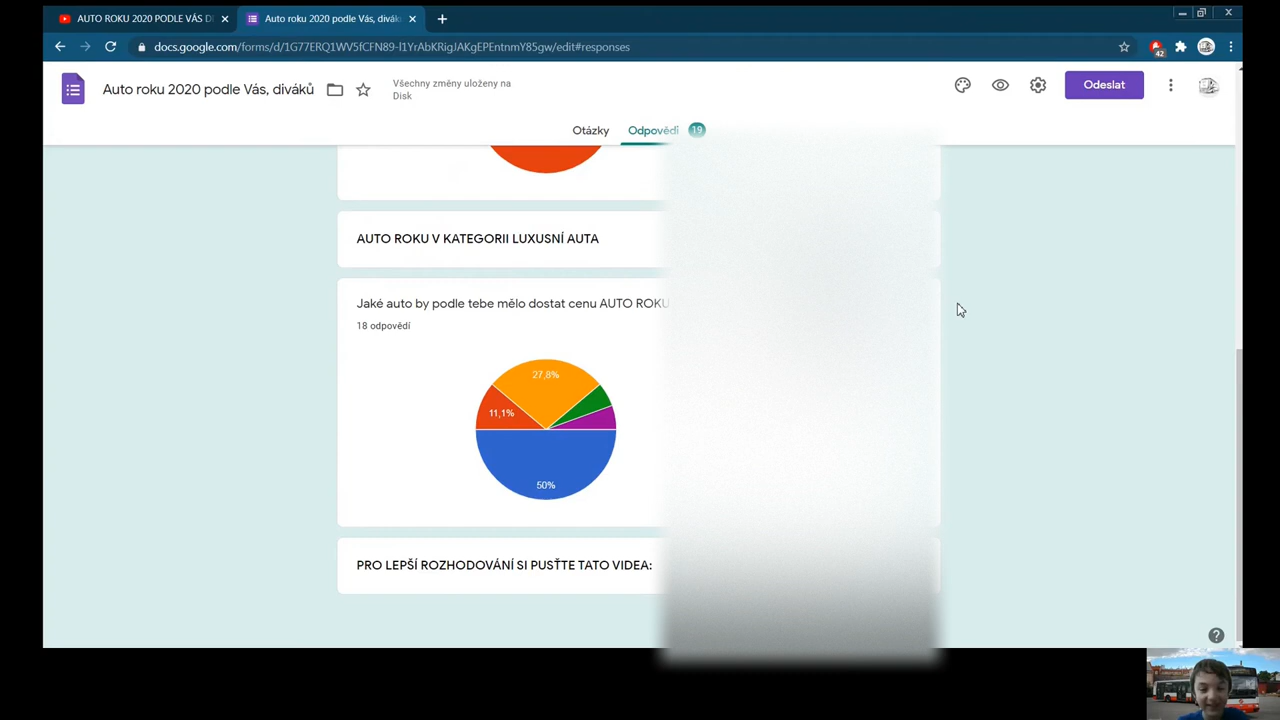 AUTO ROKU 2020 PODLE VÁS D
Auto roku 2020 podle Vás, divák
docs.google.com/forms/d/1G77ERQ1WV5fCFN89-l1YrAbKRigJAKgEPEntnmY85gw/edit#responses
42
Auto roku 2020 podle Vás, diváků
Všechny změny uloženy na
Disk
Odeslat
Otázky
Odpovědi
19
AUTO ROKU V KATEGORII LUXUSNÍ AUTA
Jaké auto by podle tebe mělo dostat cenu AUTO ROKU
18 odpovědí
27,8%
11,1%
50%
PRO LEPŠÍ ROZHODOVÁNÍ SI PUSŤTE TATO VIDEA: